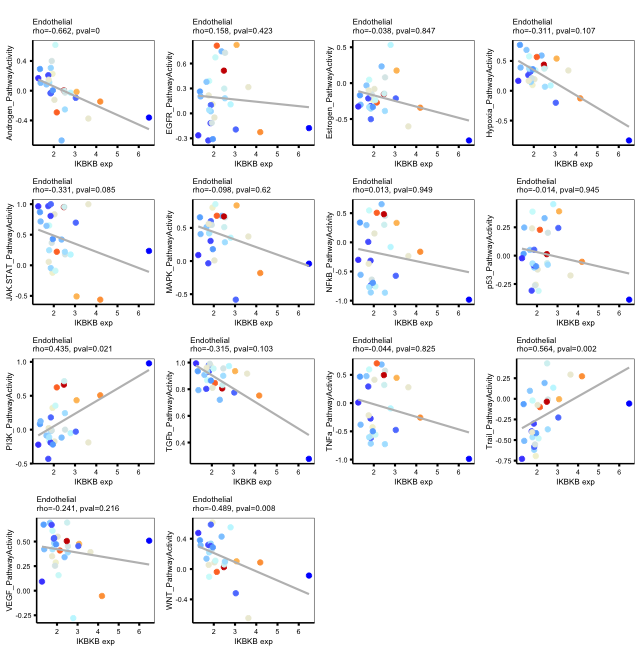 Endothelial
rho=-0.662, pval=0
Androgen_PathwayActivity
0.4
0.0
-0.4
2 3 4 5 6
IKBKB exp
Endothelial
rho=0.158, pval=0.423
EGFR_PathwayActivity
0.6
0.3
0.0
-0.3
2 3 4 5 6
IKBKB exp
Endothelial
rho=-0.038, pval=0.847
Estrogen_PathwayActivity
0.5
0.0
-0.5
2 3 4 5 6
IKBKB exp
Endothelial
rho=-0.311, pval=0.107
Hypoxia_PathwayActivity
0.5
0.0
-0.5
2 3 4 5 6
IKBKB exp
Endothelial
rho=-0.331, pval=0.085
JAK.STAT_PathwayActivity
1.0
0.5
0.0
-0.5
2 3 4 5 6
IKBKB exp
Endothelial
rho=-0.098, pval=0.62
MAPK_PathwayActivity
0.5
0.0
-0.5
2 3 4 5 6
IKBKB exp
Endothelial
rho=0.013, pval=0.949
NFkB_PathwayActivity
0.5
0.0
-0.5
-1.0
2 3 4 5 6
IKBKB exp
Endothelial
rho=-0.014, pval=0.945
p53_PathwayActivity
0.25
0.00
-0.25
2 3 4 5 6
IKBKB exp
Endothelial
rho=0.435, pval=0.021
PI3K_PathwayActivity
1.0
0.5
0.0
-0.5
2 3 4 5 6
IKBKB exp
Endothelial
rho=-0.315, pval=0.103
TGFb_PathwayActivity
1.0
0.8
0.6
0.4
2 3 4 5 6
IKBKB exp
Endothelial
rho=-0.044, pval=0.825
TNFa_PathwayActivity
0.5
0.0
-0.5
-1.0
2 3 4 5 6
IKBKB exp
Endothelial
rho=0.564, pval=0.002
Trail_PathwayActivity
0.25
0.00
-0.25
-0.50
-0.75
2 3 4 5 6
IKBKB exp
Endothelial
rho=-0.241, pval=0.216
VEGF_PathwayActivity
0.50
0.25
0.00
-0.25
2 3 4 5 6
IKBKB exp
Endothelial
rho=-0.489, pval=0.008
WNT_PathwayActivity
0.4
0.0
-0.4
2 3 4 5 6
IKBKB exp